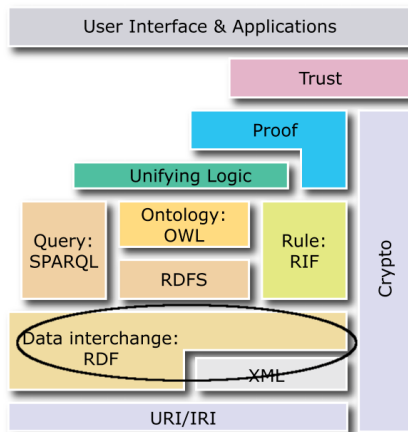 User Interface & Applications
Trust
Proof
Unifying Logic
Query:
SPARQL
Ontology:
OWL
RDFS
Rule:
RIF
Crypto
Data interchange:
RDF
XML
URI/IRI